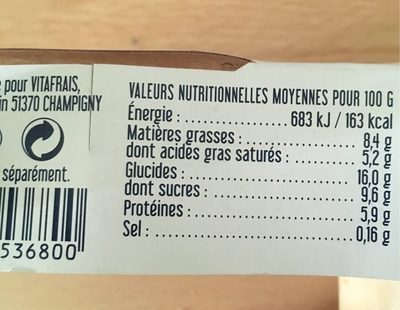 pour VITAFRAIS,
in 51370 CHAMPIGNY
séparément.
536800
VALEURS NUTRITIONNELLES MOYENNES POUR 100 G
Énergie : 683 kJ / 163 kcal
Matières grasses : 8,4 g
dont acides gras saturés : 5,2 g
Glucides : 16,0 g
dont sucres : 9,6 g
Protéines : 5,9 g
Sel : 0,16 g